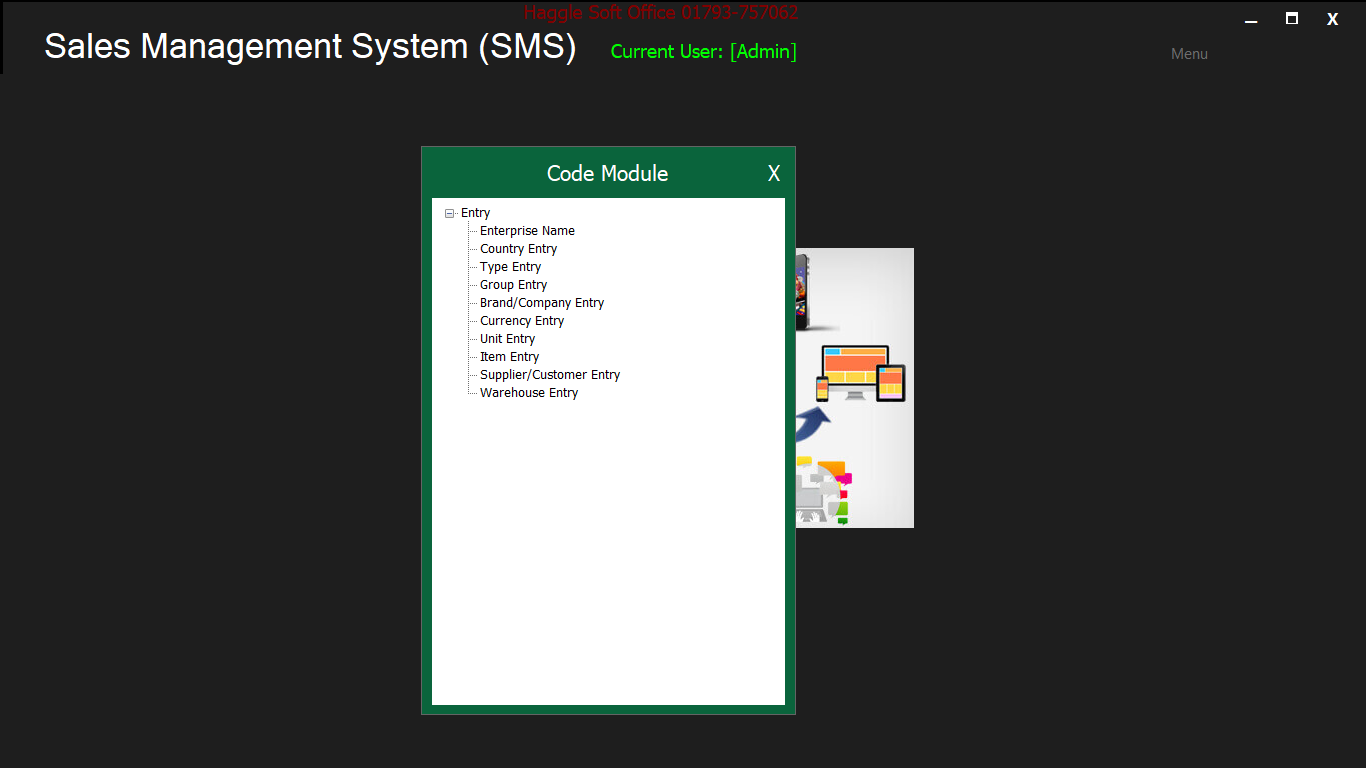 Haggle Soft Office 01793-757062
X
Sales Management System (SMS)
Current User: [Admin]
Menu
Code Module
X
Entry
Enterprise Name
Country Entry
Type Entry
Group Entry
Brand/Company Entry
Currency Entry
Unit Entry
Item Entry
Supplier/Customer Entry
Warehouse Entry